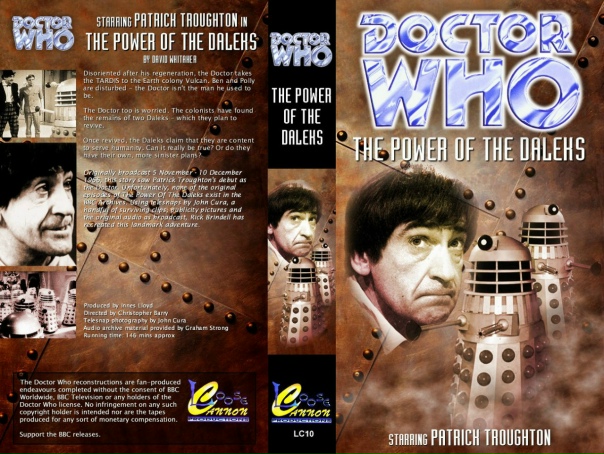 DOCTOR
WHO
STARRING PATRICK TROUGHTON IN
THE POWER OF THE DALEKS
BY DAVID WHITAKER
Disoriented after his regeneration, the Doctor takes
the TARDIS to the Earth colony Vulcan. Ben and Polly
are disturbed - the Doctor isn't the man he used to
be.
The Doctor too is worried. The colonists have found
the remains of two Daleks - which they plan to
revive.
Once revived, the Daleks claim that they are content
to serve humanity. Can it really be true? Or do they
have their own, more sinister plans?
Originally broadcast 5 November - 10 December
1966, this story saw Patrick Troughton's debut as
the Doctor. Unfortunately, none of the original
episodes of The Power Of The Daleks exist in the
BBC Archives. Using telesnaps by John Cura, a
handful of surviving clips, publicity pictures and
the original audio as broadcast, Rick Brindell has
recreated this landmark adventure.
Produced by Innes Lloyd
Directed by Christopher Barry
Telesnap photography by John Cura
Audio archive material provided by Graham Strong
Running time: 146 mins approx
The Doctor Who reconstructions are fan-produced
endeavours completed without the consent of BBC
Worldwide, BBC Television or any holders of the
Doctor Who license. No infringement on any such
copyright holder is intended nor are the tapes
produced for any sort of monetary compensation.
Support the BBC releases.
LOOSE
CANNON
PRODUCTIONS
DOCTOR
WHO
THE POWER
OF THE
DALEKS
LOOSE
CANNON
PRODUCTIONS
LC10
DOCTOR
WHO
THE POWER OF THE DALEKS
STARRING PATRICK TROUGHTON